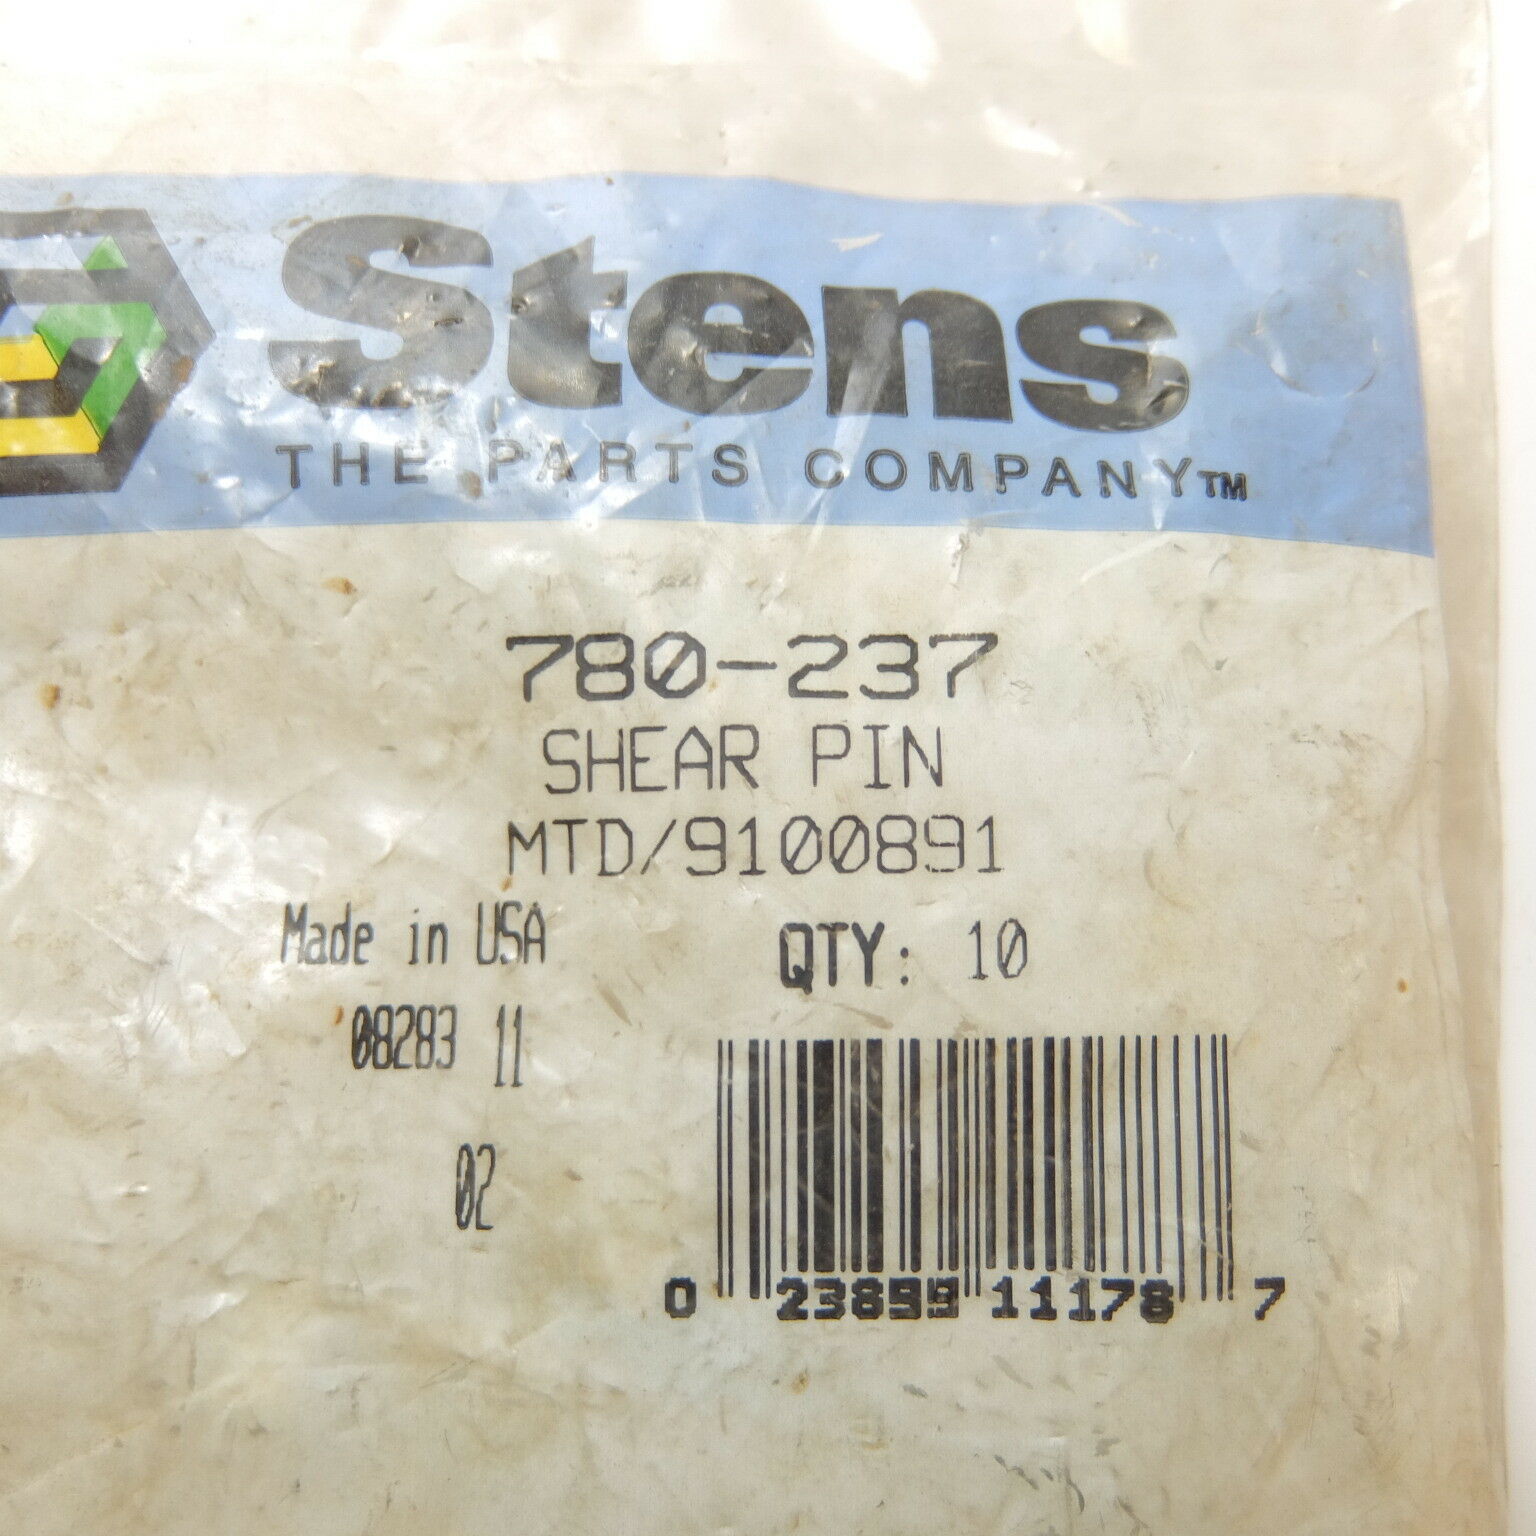 Stens
THE PARTS COMPANY™
780-237
SHEAR PIN
MTD/9100891
Made in USA
QTY: 10
08283 11
02
0 23899 11178 7